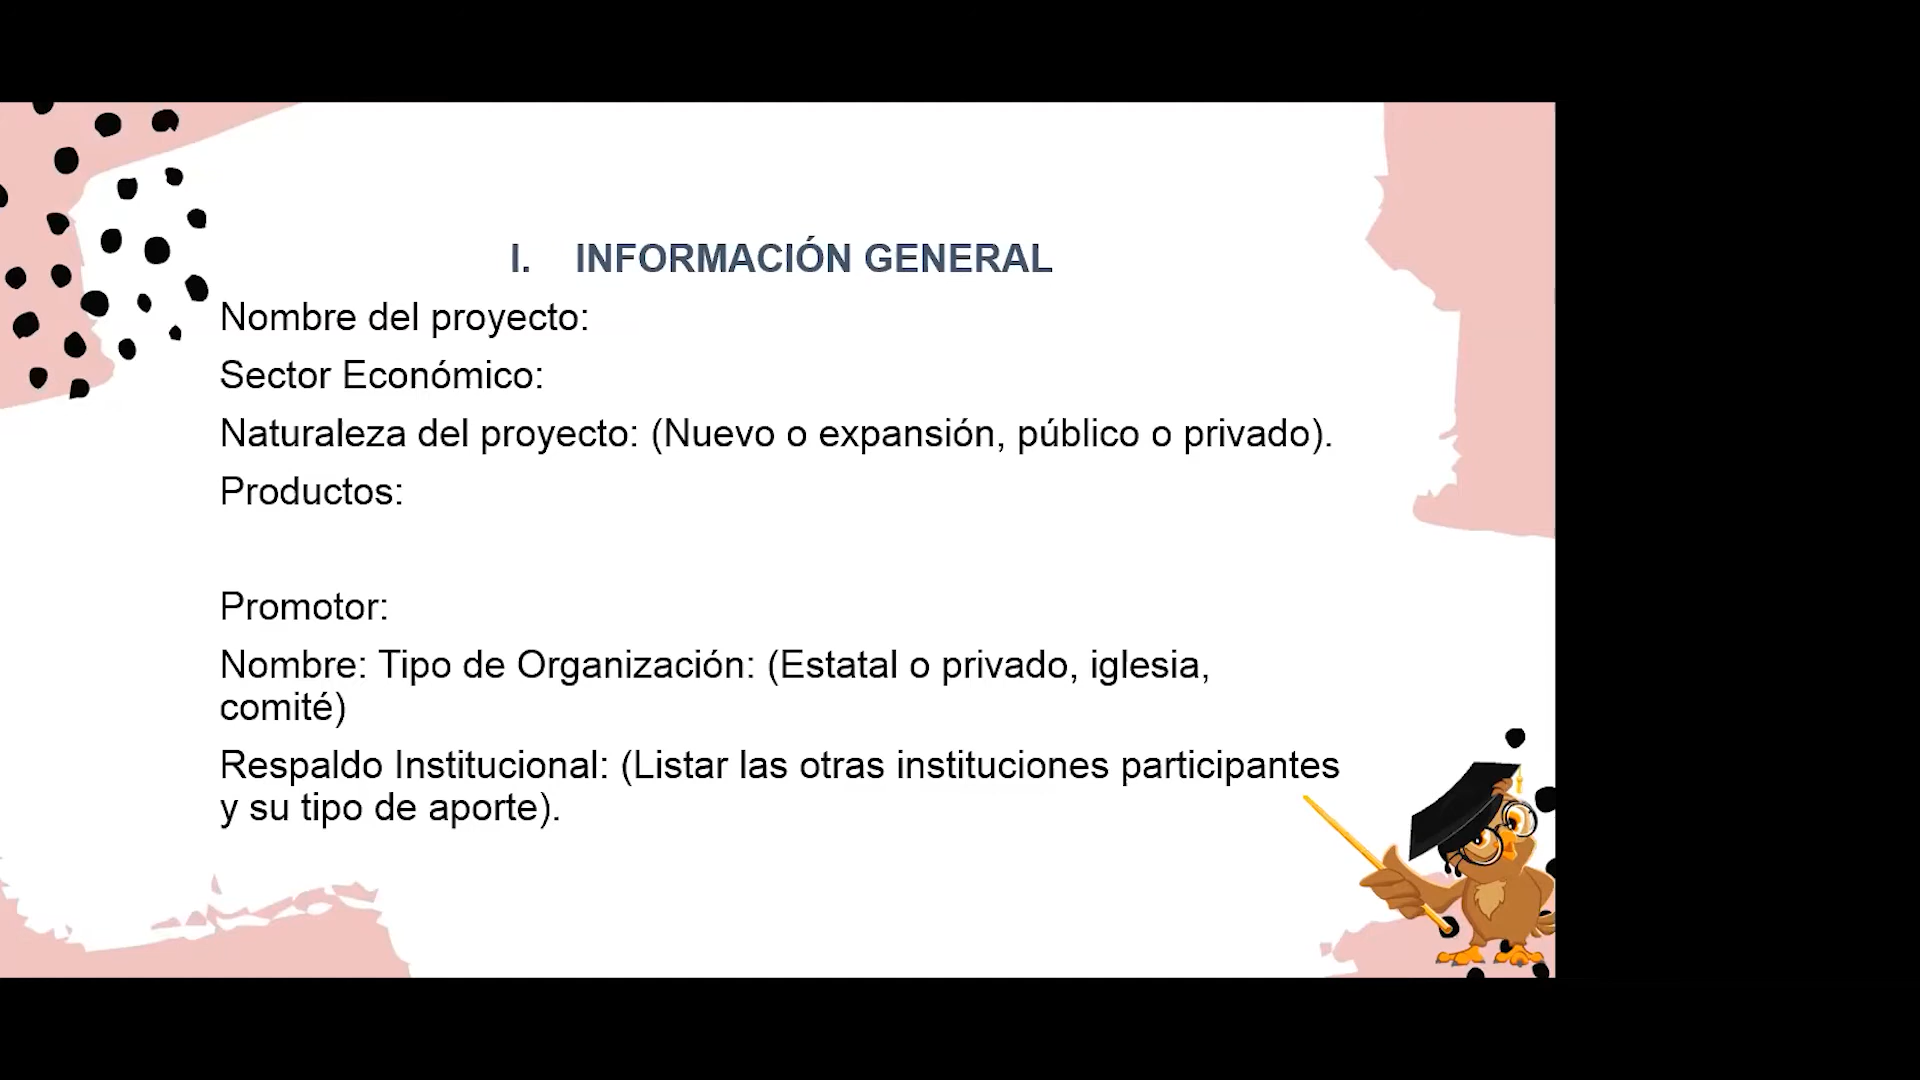 I. INFORMACIÓN GENERAL
Nombre del proyecto:
Sector Económico:
Naturaleza del proyecto: (Nuevo o expansión, público o privado).
Productos:
Promotor:
Nombre: Tipo de Organización: (Estatal o privado, iglesia,
comité)
Respaldo Institucional: (Listar las otras instituciones participantes
y su tipo de aporte).